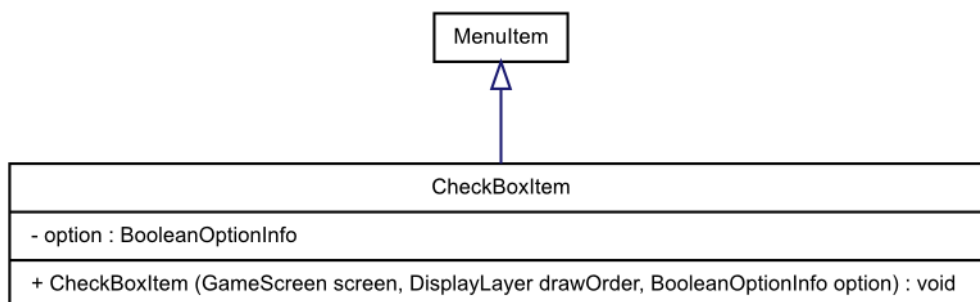 MenuItem
CheckBoxItem
- option : BooleanOptionInfo
+ CheckBoxItem (GameScreen screen, DisplayLayer drawOrder, BooleanOptionInfo option) : void